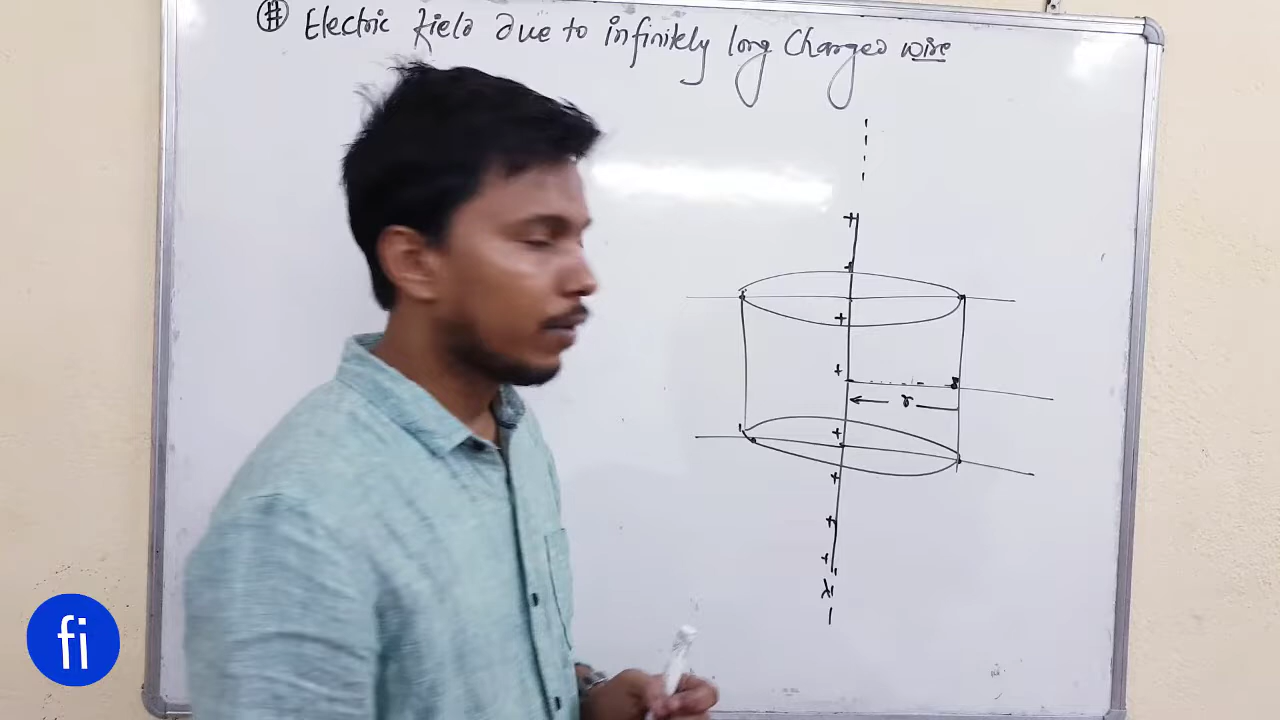 # Electric field due to infinitely long Charged wire
+
+
+
+
r
+
+
+
+
λ
fi